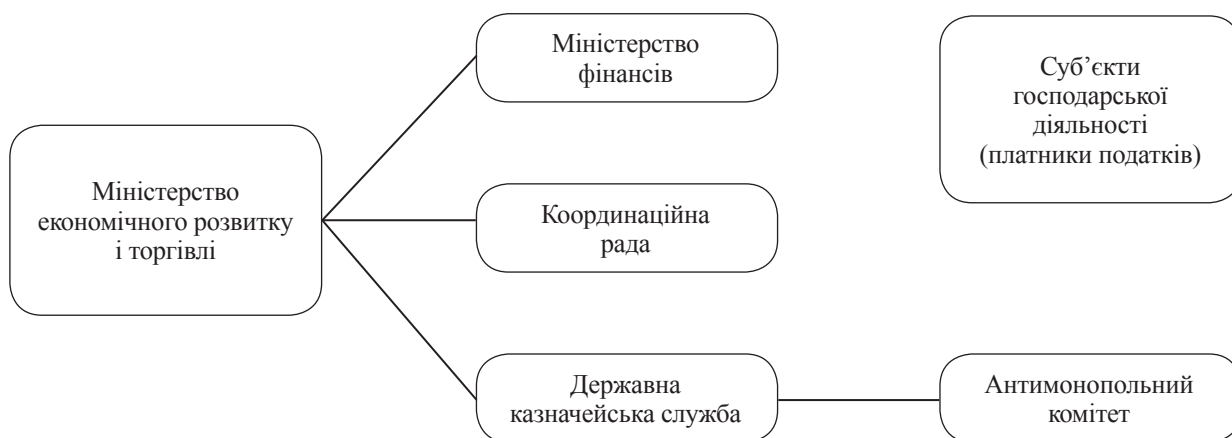 Міністерство
економічного розвитку
і торгівлі
Міністерство
фінансів
Координаційна
рада
Державна
казначейська служба
Суб’єкти
господарської
діяльності
(платники податків)
Антимонопольний
комітет